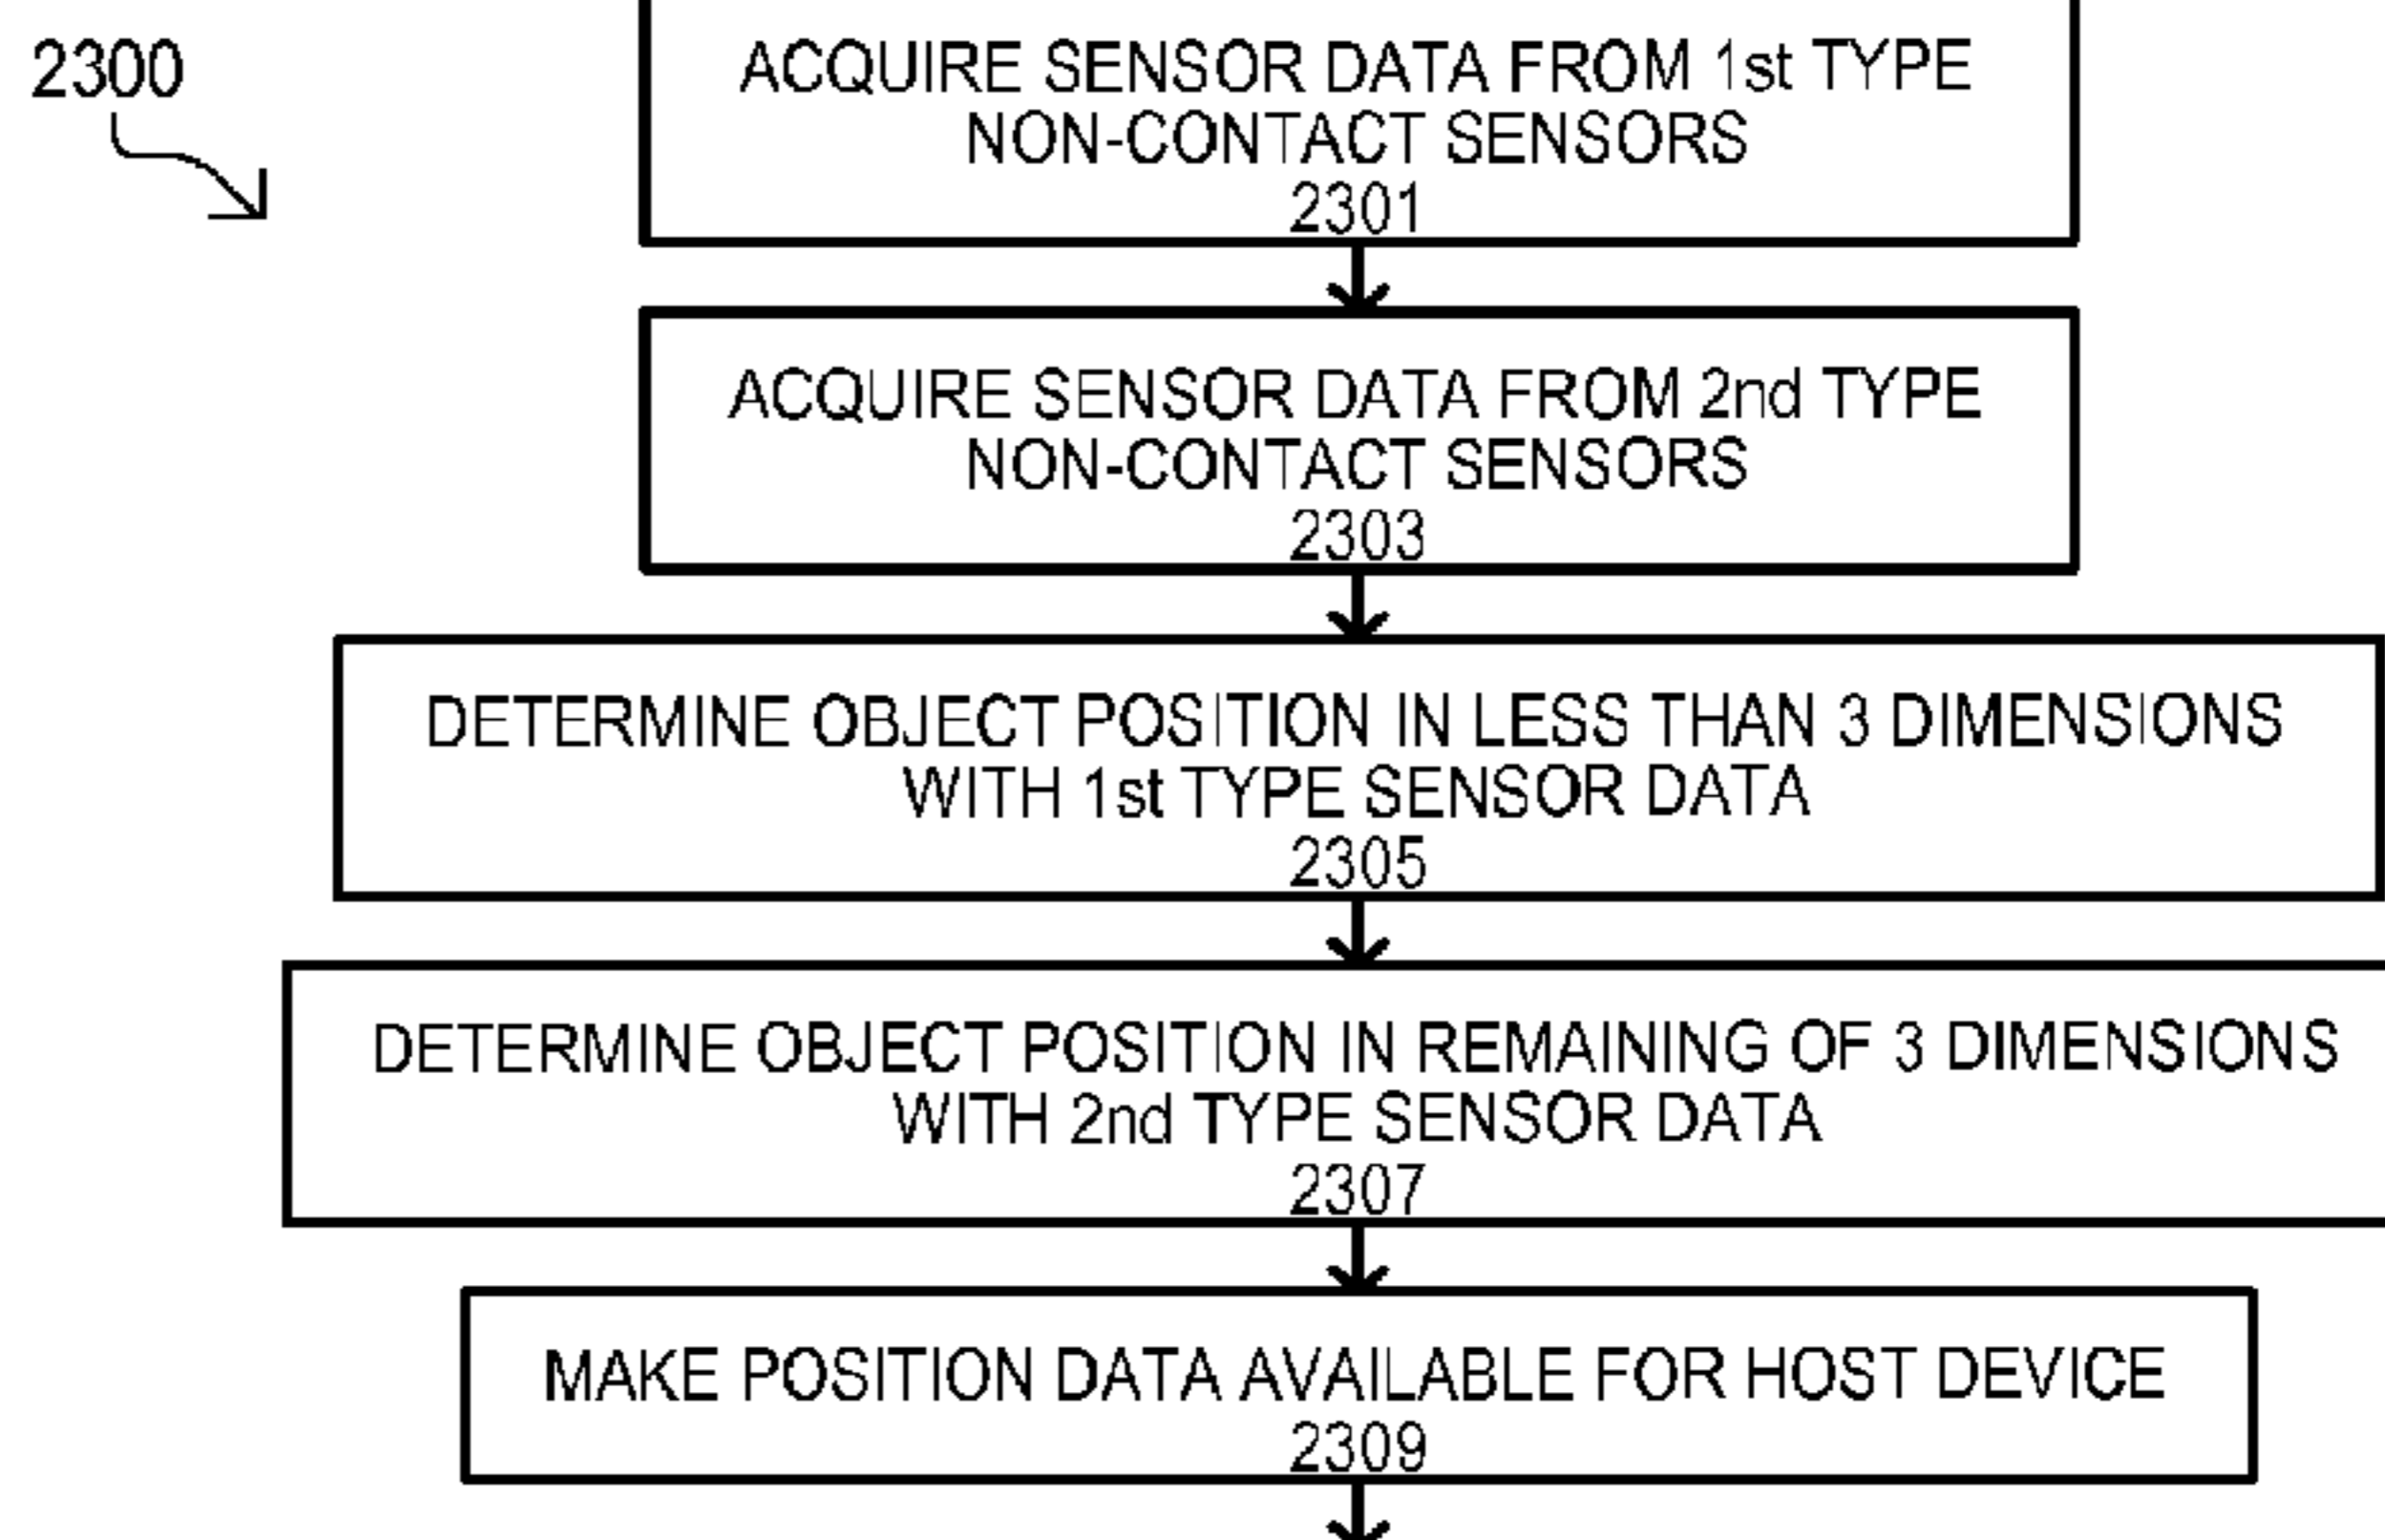 2300
ACQUIRE SENSOR DATA FROM 1st TYPE
NON-CONTACT SENSORS
2301
ACQUIRE SENSOR DATA FROM 2nd TYPE
NON-CONTACT SENSORS
2303
DETERMINE OBJECT POSITION IN LESS THAN 3 DIMENSIONS
WITH 1st TYPE SENSOR DATA
2305
DETERMINE OBJECT POSITION IN REMAINING OF 3 DIMENSIONS
WITH 2nd TYPE SENSOR DATA
2307
MAKE POSITION DATA AVAILABLE FOR HOST DEVICE
2309